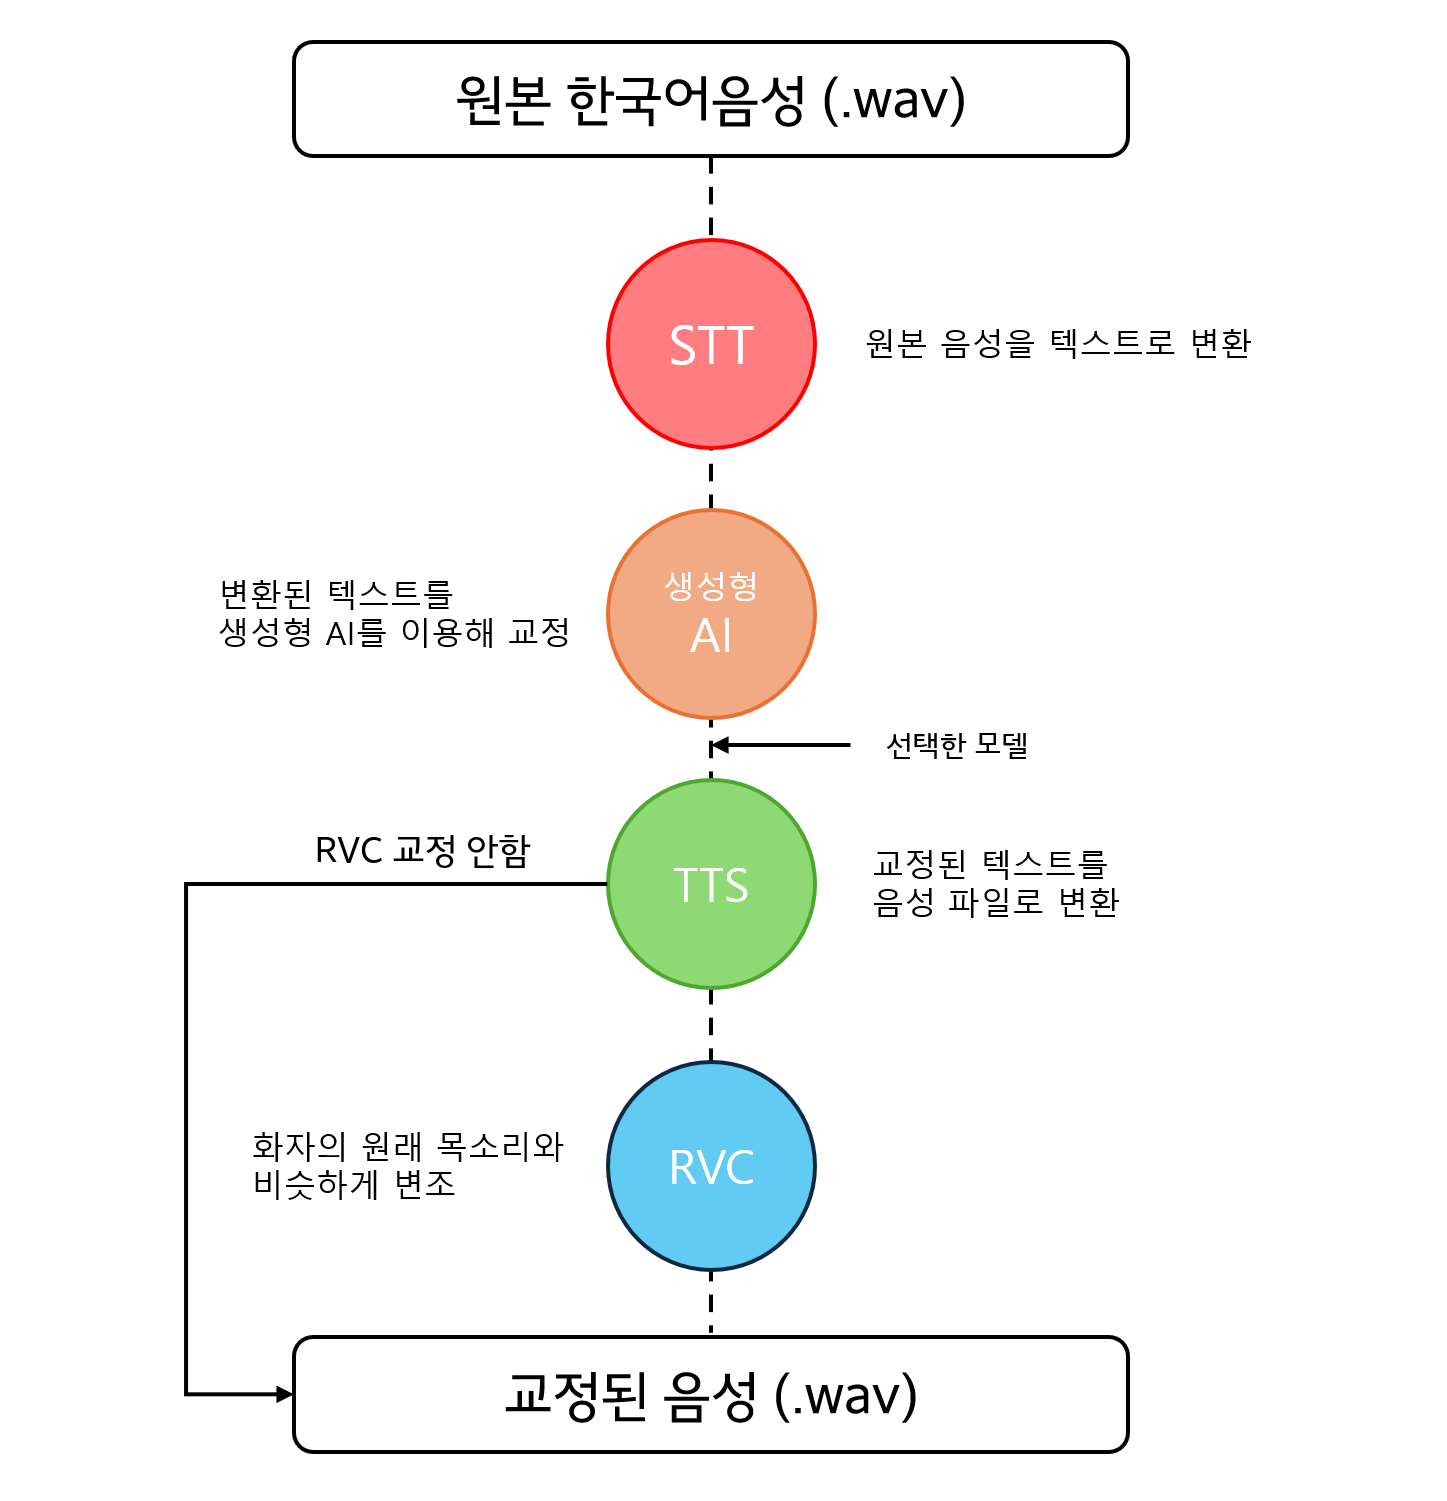 원본 한국어음성 (.wav)
STT
원본 음성을 텍스트로 변환
변환된 텍스트를
생성형 AI를 이용해 교정
생성형
AI
선택한 모델
RVC 교정 안함
TTS
교정된 텍스트를
음성 파일로 변환
화자의 원래 목소리와
비슷하게 변조
RVC
교정된 음성 (.wav)